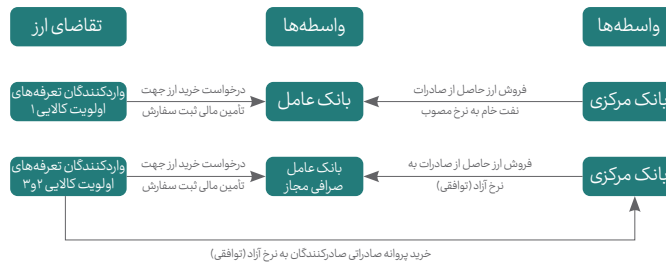 واسطه‌ها
واسطه‌ها
تقاضای ارز
بانک مرکزی
فروش ارز حاصل از صادرات
نفت خام به نرخ مصوب
بانک عامل
درخواست خرید ارز جهت
تأمین مالی ثبت سفارش
واردکنندگان تعرفه‌های
اولویت کالایی ۱
بانک مرکزی
فروش ارز حاصل از صادرات به
نرخ آزاد (توافقی)
بانک عامل
صرافی مجاز
درخواست خرید ارز جهت
تأمین مالی ثبت سفارش
واردکنندگان تعرفه‌های
اولویت کالایی ۲و۳
خرید پروانه صادراتی صادرکنندگان به نرخ آزاد (توافقی)